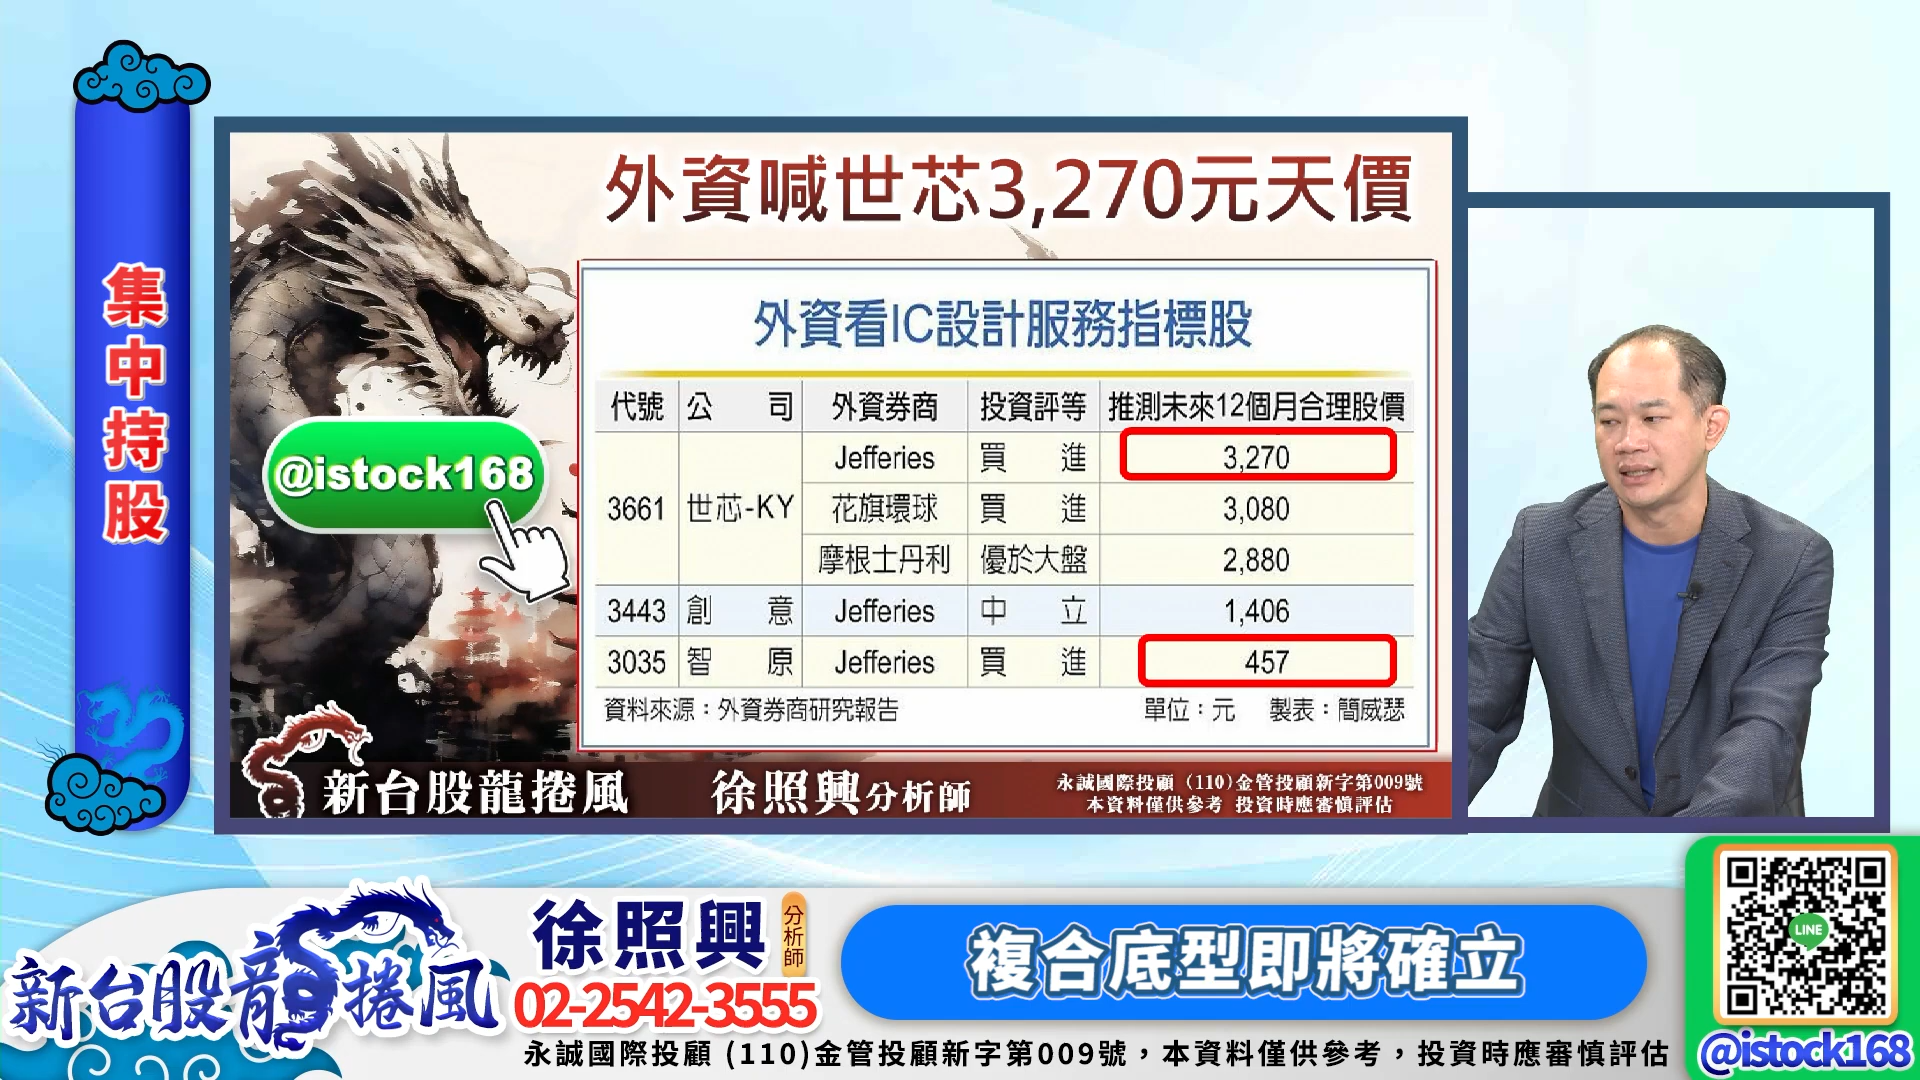 集中持股
外資喊世芯3,270元天價
外資看IC設計服務指標股
代號 公司 外資券商 投資評等 推測未來12個月合理股價
3661 世芯-KY Jefferies 買進 3,270
花旗環球 買進 3,080
摩根士丹利 優於大盤 2,880
3443 創意 Jefferies 中立 1,406
3035 智原 Jefferies 買進 457
資料來源：外資券商研究報告 單位：元 製表：簡威瑟
@istock168
新台股龍捲風 徐照興分析師
永誠國際投顧 (110)金管投顧新字第009號
本資料僅供參考 投資時應審慎評估
新台股龍捲風
徐照興 分析師
02-2542-3555
複合底型即將確立
永誠國際投顧 (110)金管投顧新字第009號，本資料僅供參考，投資時應審慎評估
LINE
@istock168